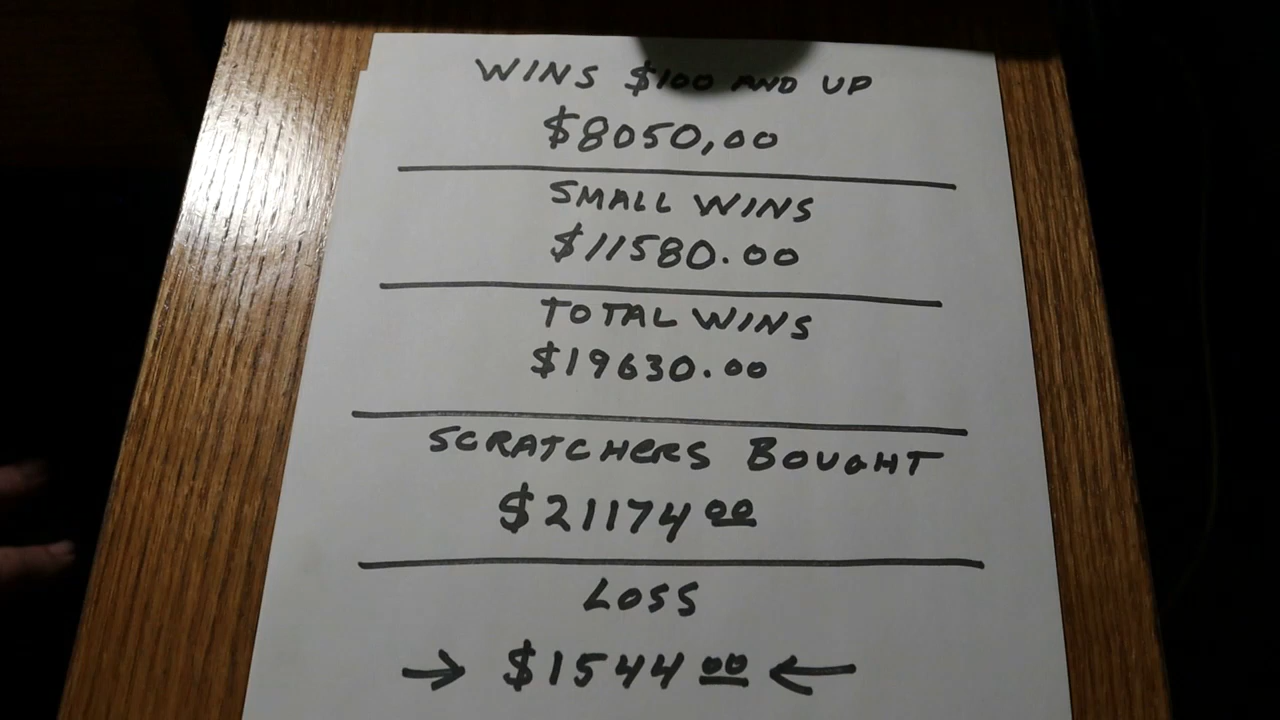 WINS $100 AND UP
$8050,00
SMALL WINS
$11580.00
TOTAL WINS
$19630.00
SCRATCHERS BOUGHT
$21174 00
LOSS
→ $1544 00 ←